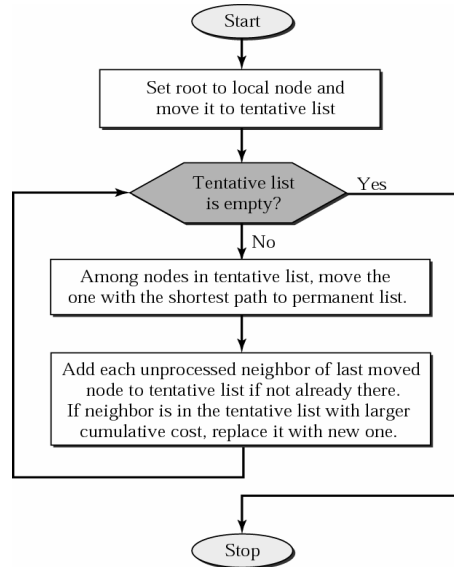 Start
Set root to local node and
move it to tentative list
Tentative list
is empty?
Yes
No
Among nodes in tentative list, move the
one with the shortest path to permanent list.
Add each unprocessed neighbor of last moved
node to tentative list if not already there.
If neighbor is in the tentative list with larger
cumulative cost, replace it with new one.
Stop